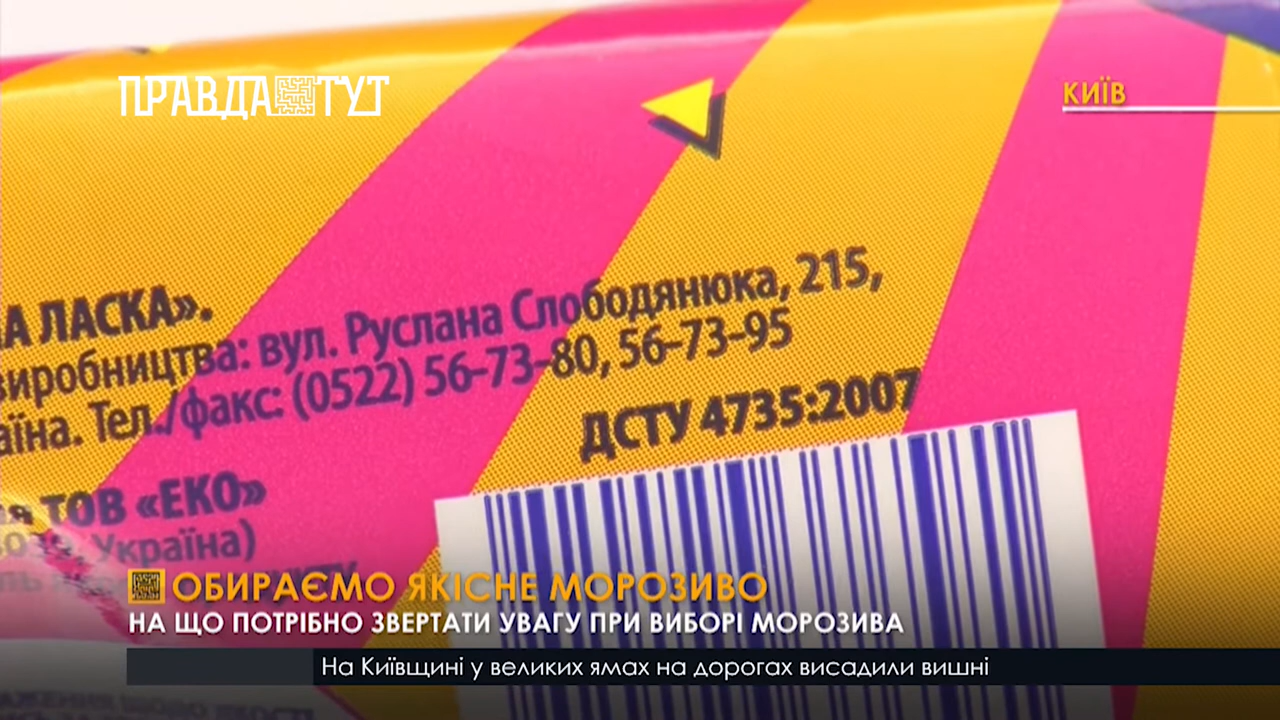 ПРАВДА ТУТ
КИЇВ
А ЛАСКА».
виробництва: вул. Руслана Слободянюка, 215,
аїна. Тел./факс: (0522) 56-73-80, 56-73-95
ДСТУ 4735:2007
ТОВ «ЕКО»
Україна)
ОБИРАЄМО ЯКІСНЕ МОРОЗИВО
НА ЩО ПОТРІБНО ЗВЕРТАТИ УВАГУ ПРИ ВИБОРІ МОРОЗИВА
На Київщині у великих ямах на дорогах висадили вишні